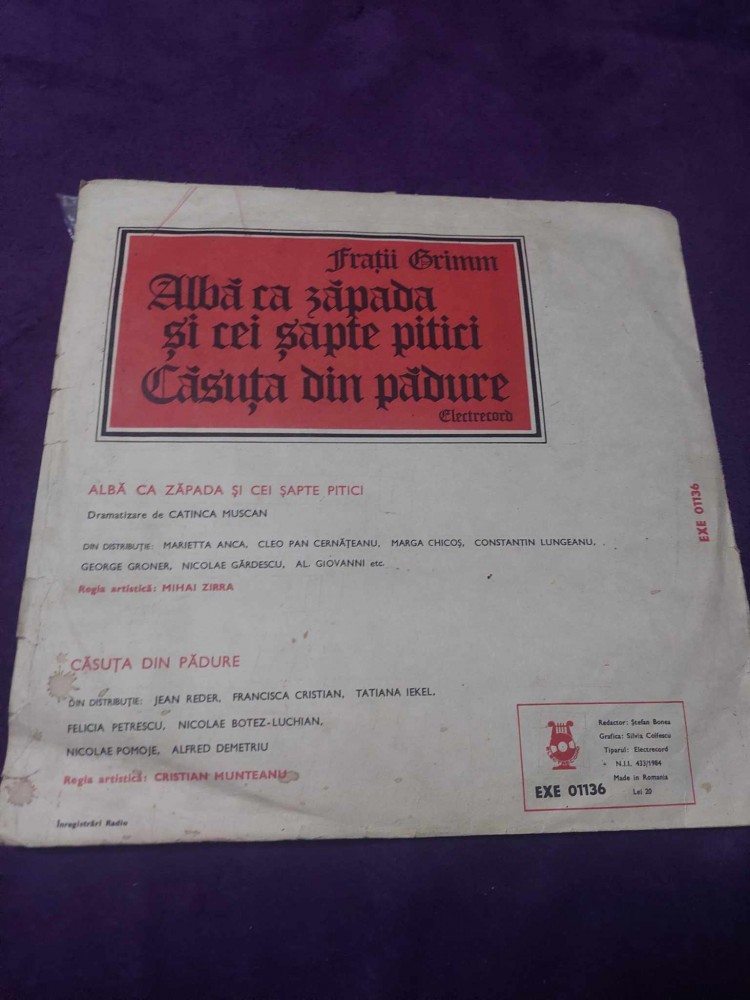 Frații Grimm
Albă ca zăpada
și cei șapte pitici
Căsuța din pădure
Electrecord
ALBĂ CA ZĂPADA ȘI CEI ȘAPTE PITICI
Dramatizare de CATINCA MUSCAN
DIN DISTRIBUȚIE: MARIETTA ANCA, CLEO PAN CERNĂȚEANU, MARGA CHICOȘ, CONSTANTIN LUNGEANU,
GEORGE GRONER, NICOLAE GĂRDESCU, AL. GIOVANNI etc.
Regia artistică: MIHAI ZIRRA
EXE 01136
CĂSUȚA DIN PĂDURE
DIN DISTRIBUȚIE: JEAN REDER, FRANCISCA CRISTIAN, TATIANA IEKEL,
FELICIA PETRESCU, NICOLAE BOTEZ-LUCHIAN,
NICOLAE POMOJE, ALFRED DEMETRIU
Regia artistică: CRISTIAN MUNTEANU
Înregistrări Radio
Redactor: Ștefan Bonea
Grafica: Silvia Colfescu
Tiparul: Electrecord
N.I.I. 423/1984
Made in Romania
Lei 20
EXE 01136